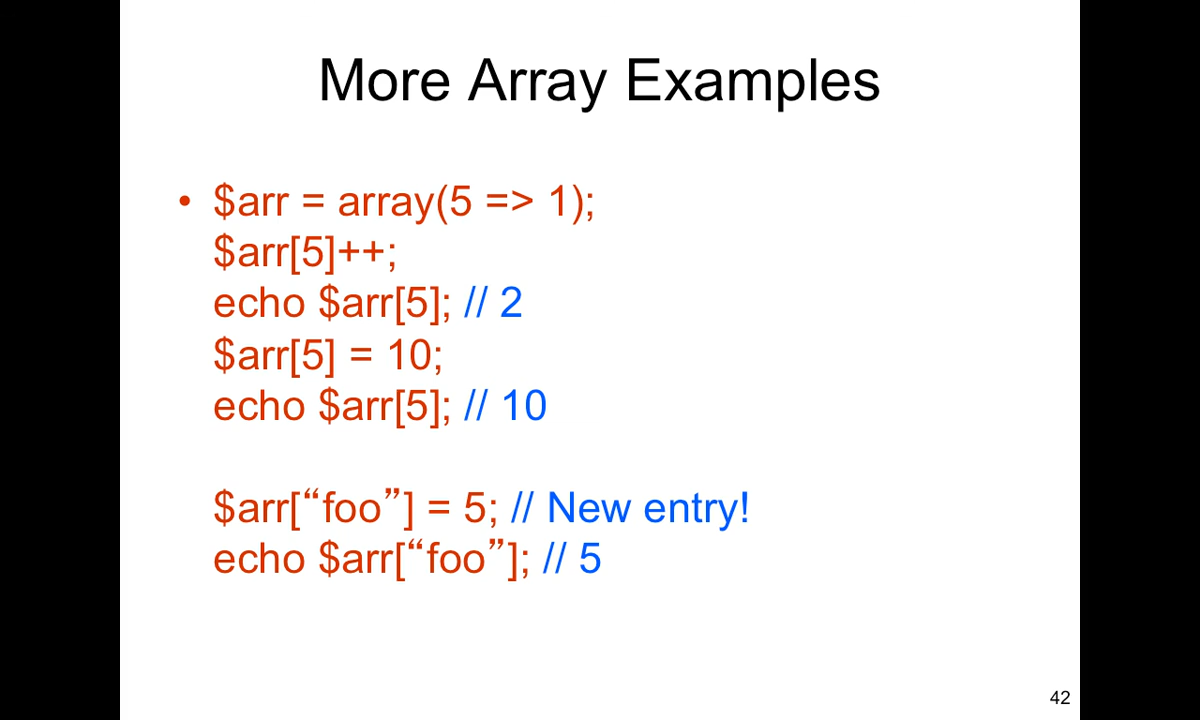 More Array Examples
• $arr = array(5 => 1);
$arr[5]++;
echo $arr[5]; // 2
$arr[5] = 10;
echo $arr[5]; // 10
$arr[“foo”] = 5; // New entry!
echo $arr[“foo”]; // 5
42